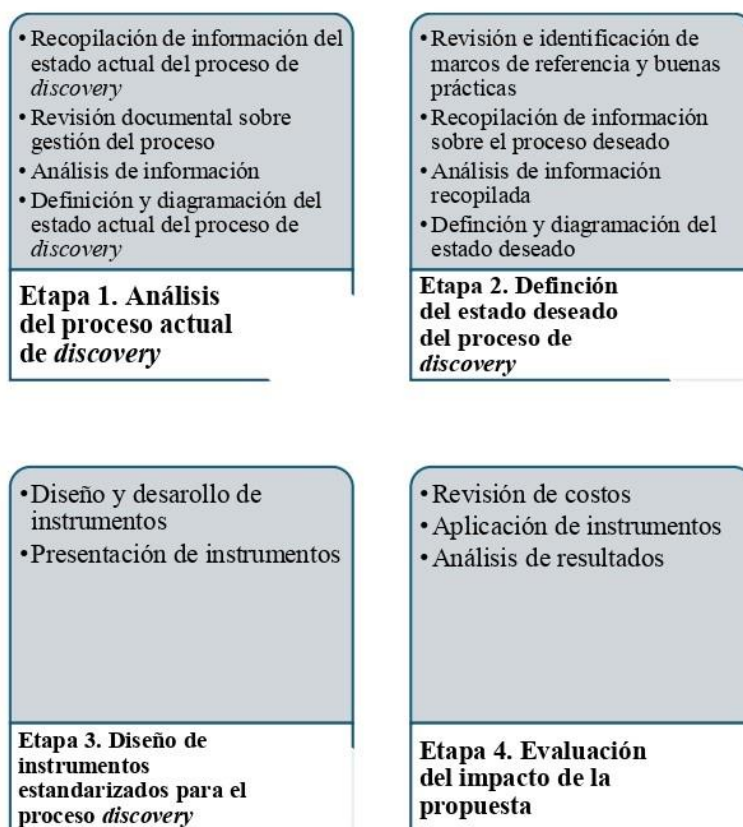 • Recopilación de información del
estado actual del proceso de
discovery
• Revisión documental sobre
gestión del proceso
• Análisis de información
• Definición y diagramación del
estado actual del proceso de
discovery
Etapa 1. Análisis
del proceso actual
de discovery
• Revisión e identificación de
marcos de referencia y buenas
prácticas
• Recopilación de información
sobre el proceso deseado
• Análisis de información
recopilada
• Definción y diagramación del
estado deseado
Etapa 2. Definción
del estado deseado
del proceso de
discovery
• Diseño y desarollo de
instrumentos
• Presentación de instrumentos
Etapa 3. Diseño de
instrumentos
estandarizados para el
proceso discovery
• Revisión de costos
• Aplicación de instrumentos
• Análisis de resultados
Etapa 4. Evaluación
del impacto de la
propuesta